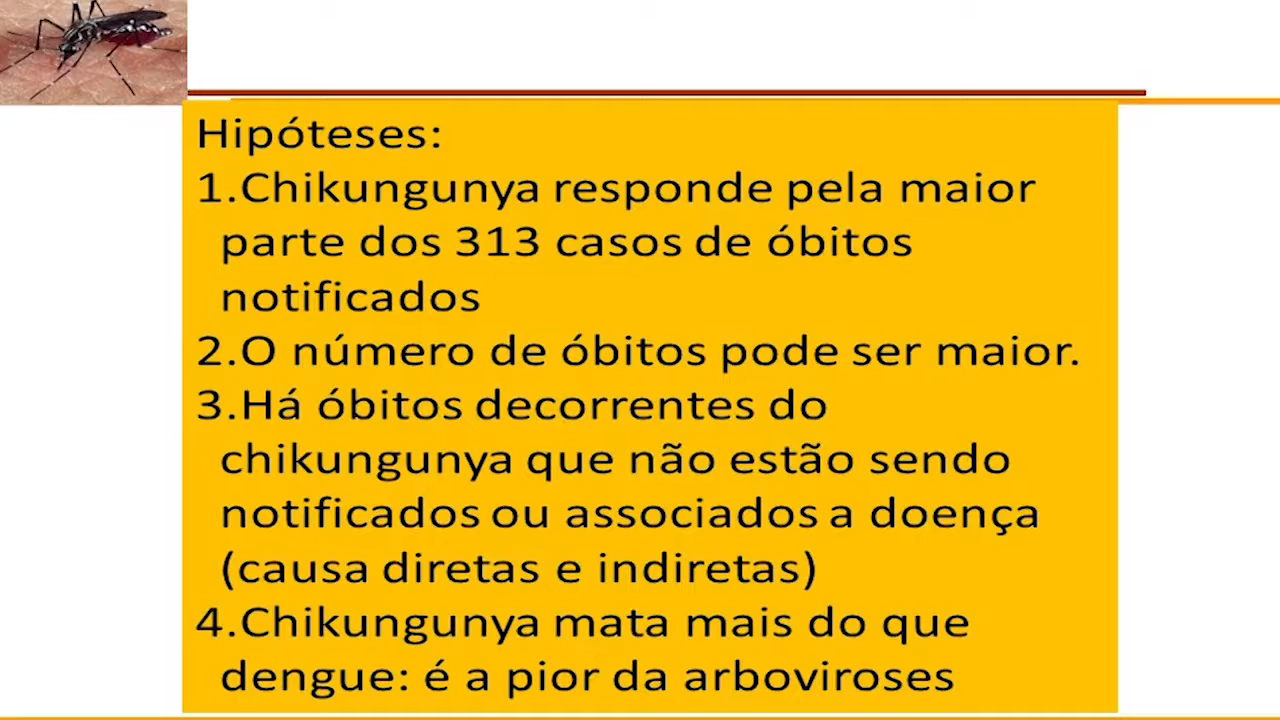 Hipóteses:
1.Chikungunya responde pela maior
parte dos 313 casos de óbitos
notificados
2.O número de óbitos pode ser maior.
3.Há óbitos decorrentes do
chikungunya que não estão sendo
notificados ou associados a doença
(causa diretas e indiretas)
4.Chikungunya mata mais do que
dengue: é a pior da arboviroses